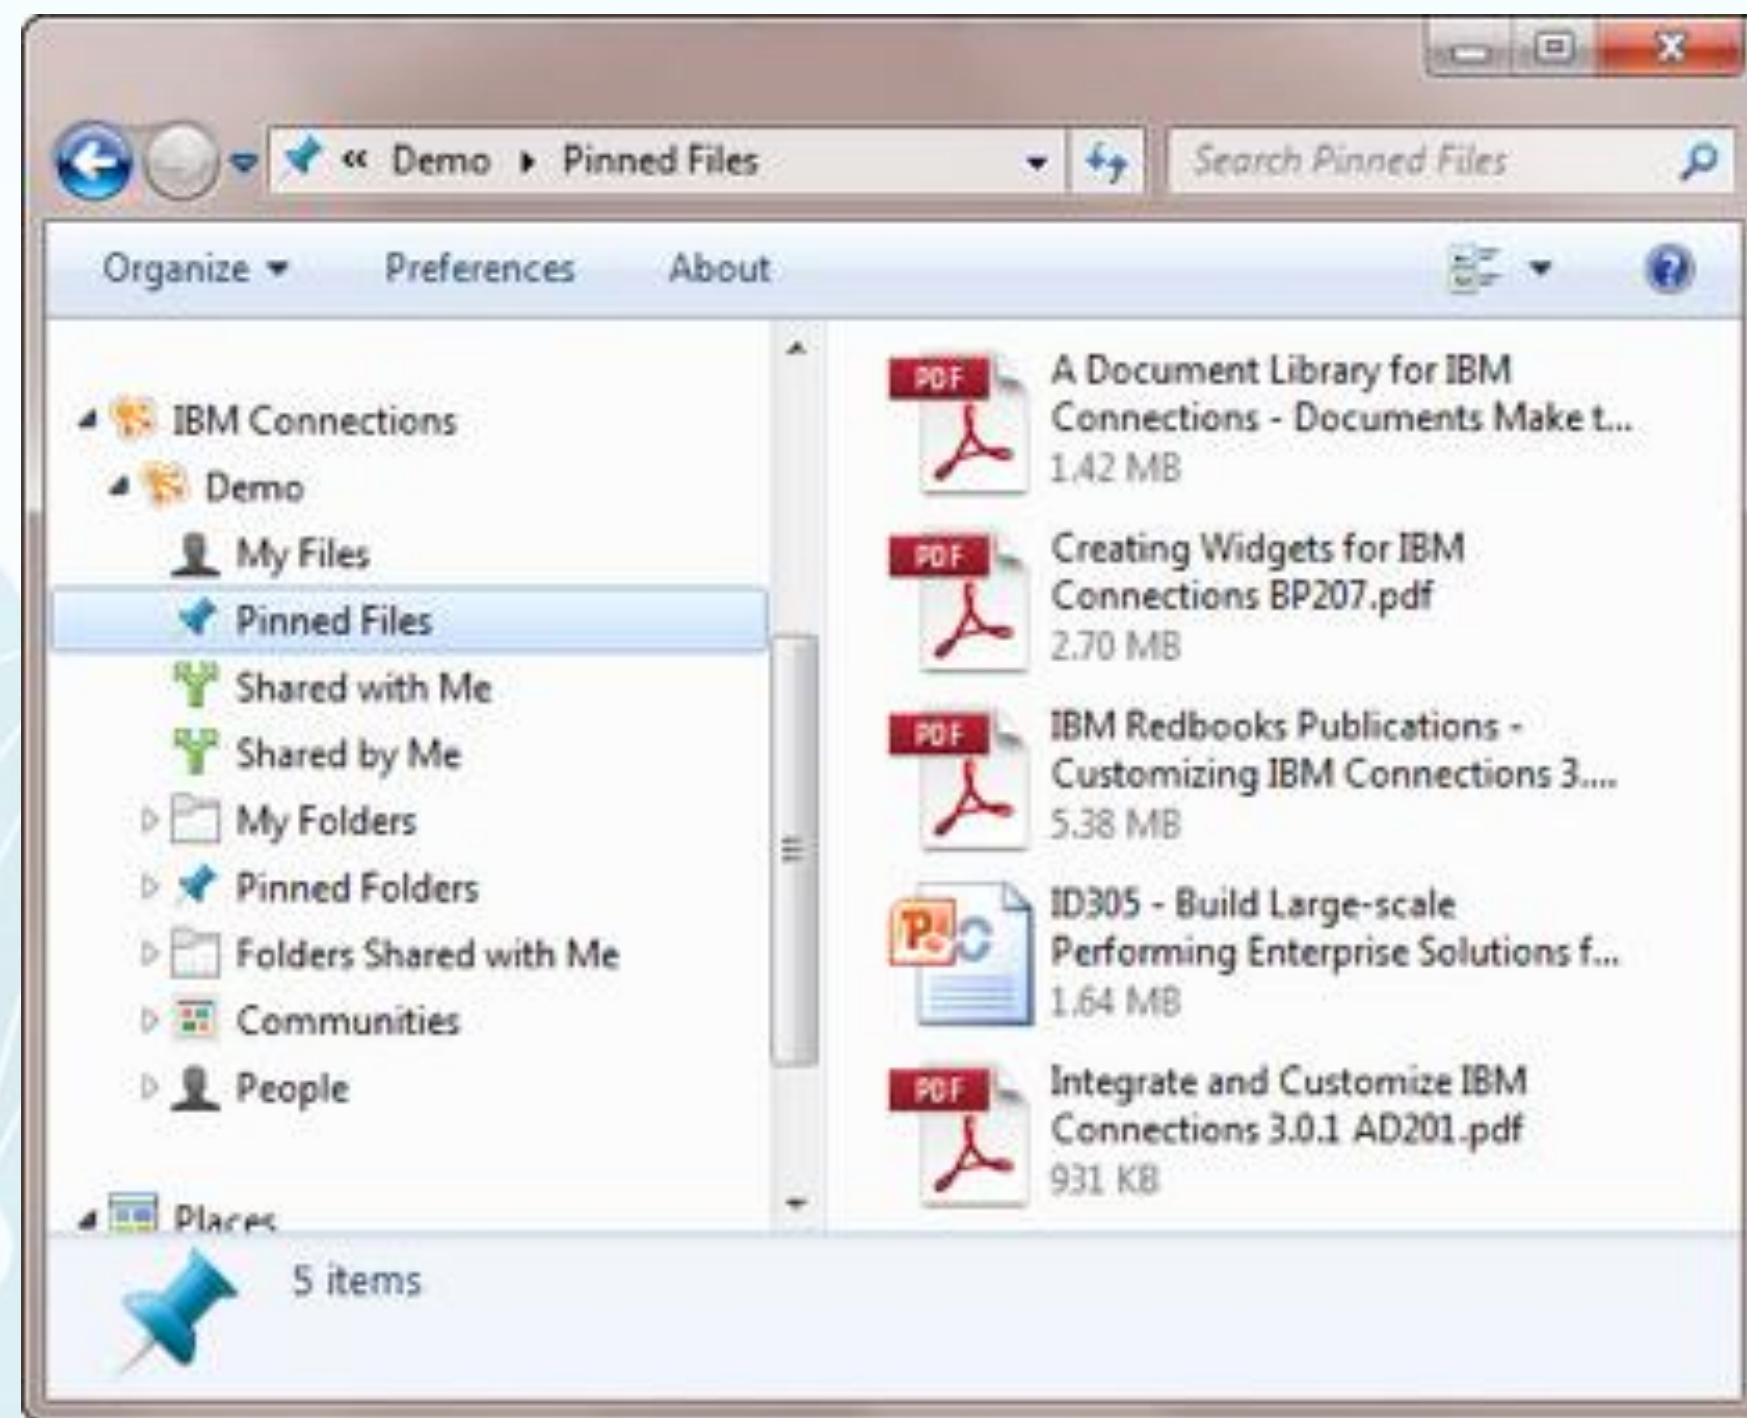 « Demo ▸ Pinned Files
Search Pinned Files
Organize
Preferences
About
IBM Connections
Demo
My Files
Pinned Files
Shared with Me
Shared by Me
My Folders
Pinned Folders
Folders Shared with Me
Communities
People
Places
PDF
A Document Library for IBM
Connections - Documents Make t...
1.42 MB
PDF
Creating Widgets for IBM
Connections BP207.pdf
2.70 MB
PDF
IBM Redbooks Publications -
Customizing IBM Connections 3....
5.38 MB
ID305 - Build Large-scale
Performing Enterprise Solutions f...
1.64 MB
PDF
Integrate and Customize IBM
Connections 3.0.1 AD201.pdf
931 KB
5 items